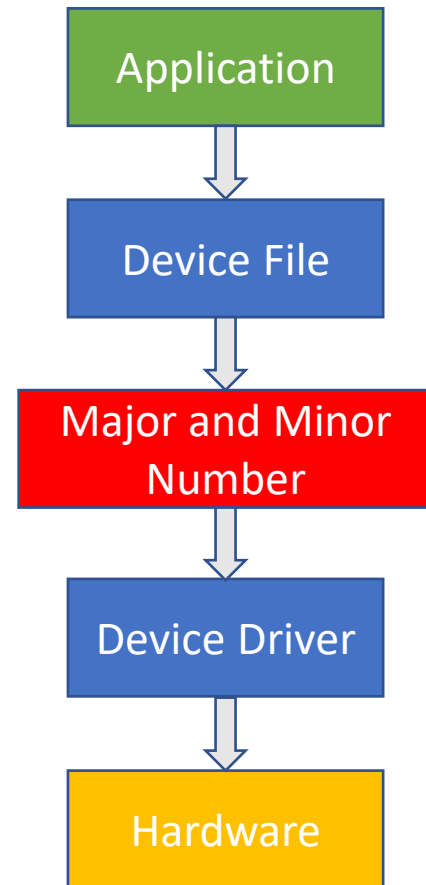 Application
Device File
Major and Minor
Number
Device Driver
Hardware